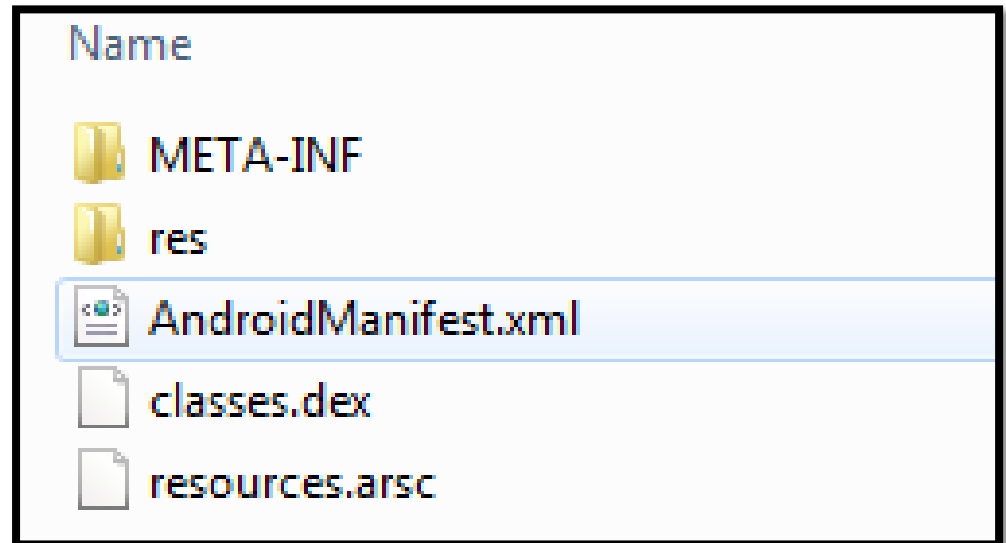 Name
META-INF
res
AndroidManifest.xml
classes.dex
resources.arsc